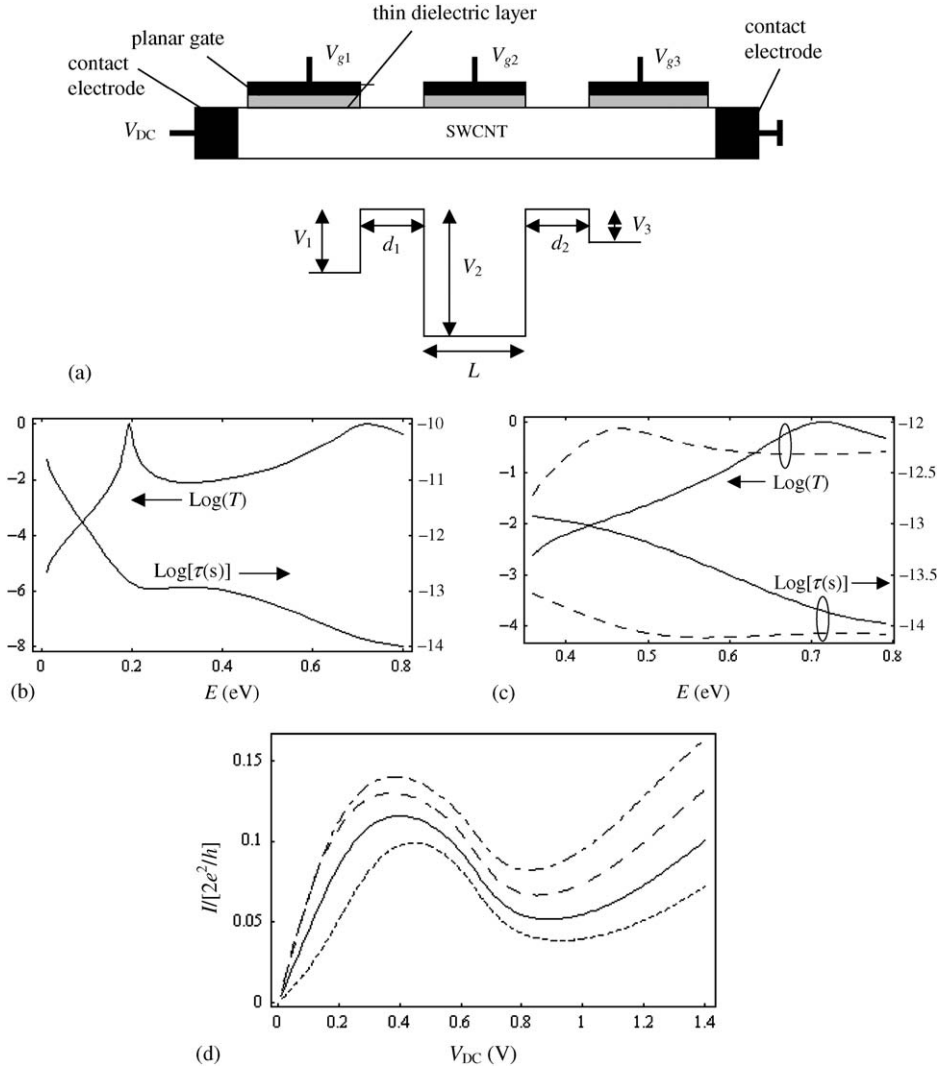 thin dielectric layer
planar gate
contact electrode
V_g1
V_g2
V_g3
contact electrode
V_DC
SWCNT
V_1
d_1
V_2
d_2
V_3
L
(a)
0
−2
−4
−6
−8
−10
−11
−12
−13
−14
Log(T)
Log[τ(s)]
0
0.2
0.4
0.6
0.8
E (eV)
(b)
0
−1
−2
−3
−4
−12
−12.5
−13
−13.5
−14
Log(T)
Log[τ(s)]
0.4
0.5
0.6
0.7
0.8
E (eV)
(c)
0.15
0.1
0.05
0
I/[2e²/h]
0
0.2
0.4
0.6
0.8
1
1.2
1.4
V_DC (V)
(d)